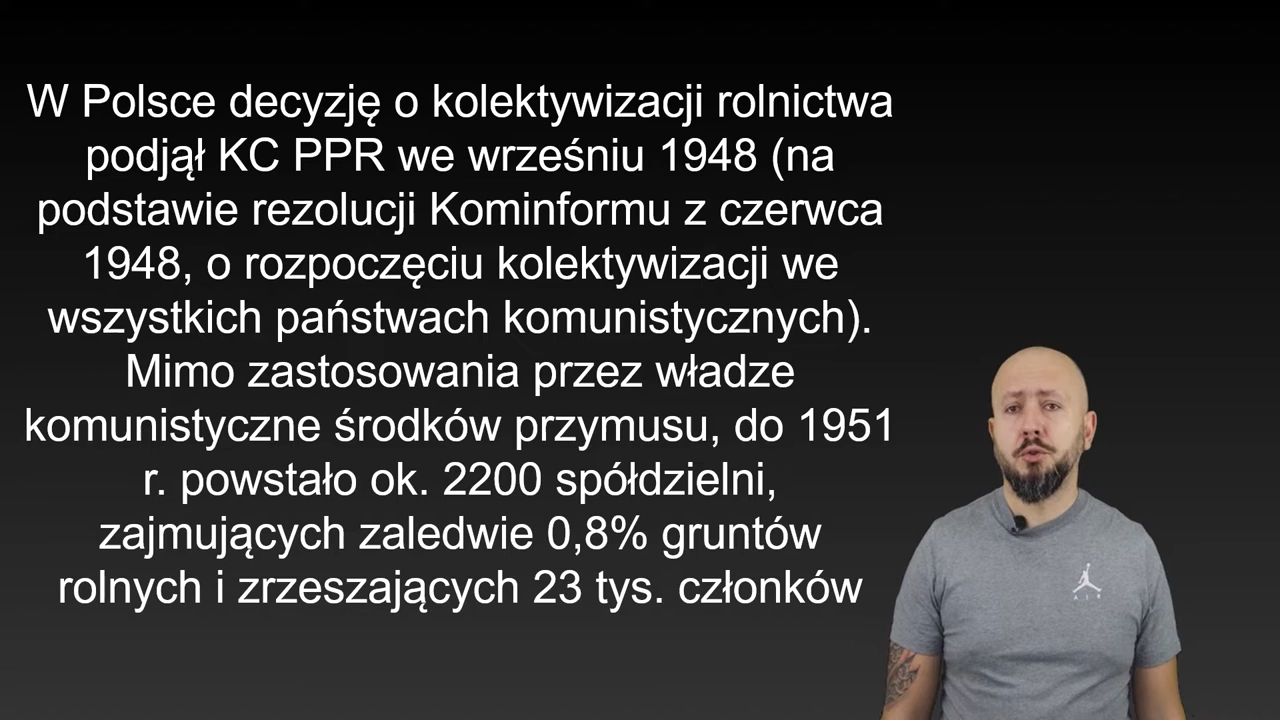 W Polsce decyzję o kolektywizacji rolnictwa
podjął KC PPR we wrześniu 1948 (na
podstawie rezolucji Kominformu z czerwca
1948, o rozpoczęciu kolektywizacji we
wszystkich państwach komunistycznych).
Mimo zastosowania przez władze
komunistyczne środków przymusu, do 1951
r. powstało ok. 2200 spółdzielni,
zajmujących zaledwie 0,8% gruntów
rolnych i zrzeszających 23 tys. członków
AIR